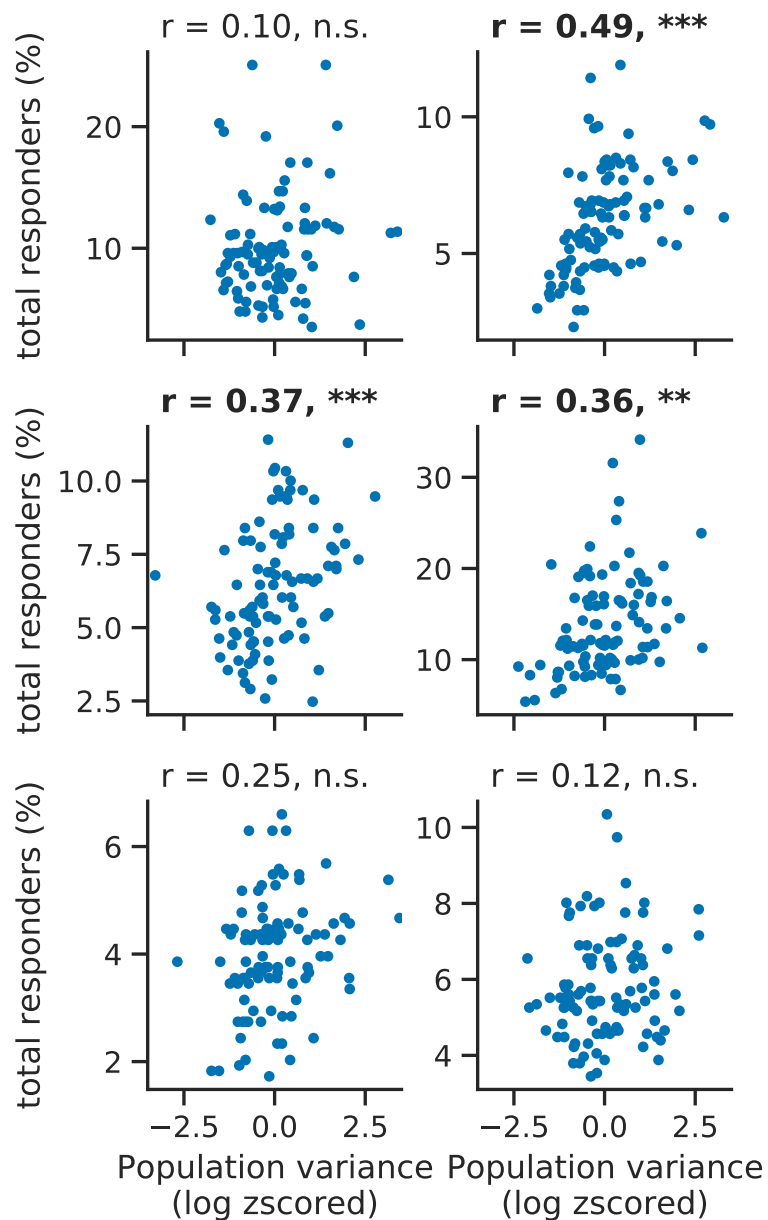 r = 0.10, n.s.
r = 0.49, ***
total responders (%)
20
10
10
5
r = 0.37, ***
r = 0.36, **
total responders (%)
10.0
7.5
5.0
2.5
30
20
10
r = 0.25, n.s.
r = 0.12, n.s.
total responders (%)
6
4
2
10
8
6
4
−2.5 0.0 2.5
−2.5 0.0 2.5
Population variance
(log zscored)
Population variance
(log zscored)